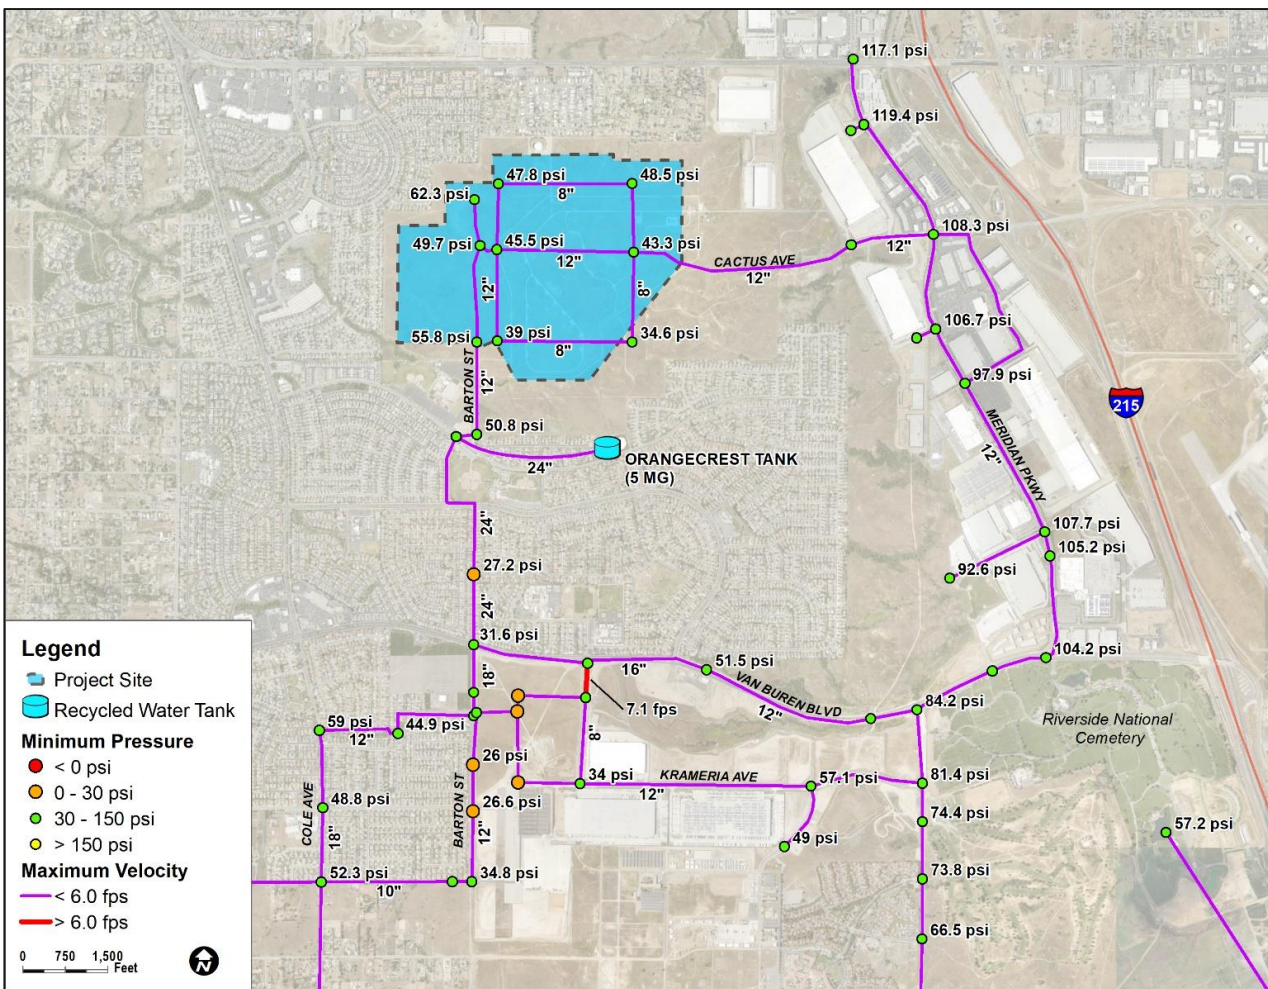 117.1 psi
119.4 psi
47.8 psi
48.5 psi
62.3 psi
8"
108.3 psi
49.7 psi
45.5 psi
43.3 psi
12"
12"
CACTUS AVE
12"
12"
8"
106.7 psi
55.8 psi
39 psi
34.6 psi
8"
BARTON ST
12"
97.9 psi
215
MERIDIAN PKWY
12"
50.8 psi
24"
ORANGECREST TANK
(5 MG)
24"
107.7 psi
105.2 psi
27.2 psi
92.6 psi
24"
31.6 psi
104.2 psi
16"
51.5 psi
18"
VAN BUREN BLVD
12"
7.1 fps
84.2 psi
Riverside National
Cemetery
59 psi
12"
44.9 psi
8"
26 psi
34 psi
KRAMERIA AVE
12"
57.1 psi
81.4 psi
COLE AVE
48.8 psi
18"
BARTON ST
26.6 psi
12"
74.4 psi
57.2 psi
49 psi
52.3 psi
10"
34.8 psi
73.8 psi
66.5 psi
Legend
Project Site
Recycled Water Tank
Minimum Pressure
< 0 psi
0 - 30 psi
30 - 150 psi
> 150 psi
Maximum Velocity
< 6.0 fps
> 6.0 fps
0 750 1,500
Feet
N